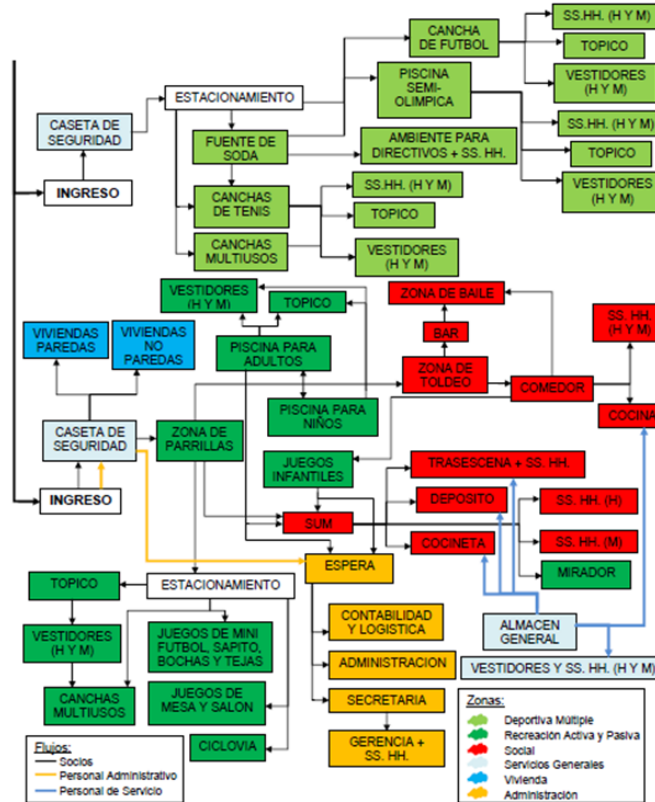 SS.HH. (H Y M)
CANCHA
DE FUTBOL
TOPICO
PISCINA
SEMI-
OLIMPICA
VESTIDORES
(H Y M)
ESTACIONAMIENTO
CASETA DE
SEGURIDAD
SS.HH. (H Y M)
FUENTE DE
SODA
AMBIENTE PARA
DIRECTIVOS + SS. HH.
TOPICO
INGRESO
SS.HH. (H Y M)
VESTIDORES
(H Y M)
CANCHAS
DE TENIS
TOPICO
CANCHAS
MULTIUSOS
VESTIDORES
(H Y M)
VESTIDORES
(H Y M)
TOPICO
ZONA DE BAILE
SS. HH.
(H Y M)
VIVIENDAS
PAREDAS
VIVIENDAS
NO
PAREDAS
BAR
PISCINA PARA
ADULTOS
ZONA DE
TOLDEO
COMEDOR
COCINA
PISCINA PARA
NIÑOS
CASETA DE
SEGURIDAD
ZONA DE
PARRILLAS
JUEGOS
INFANTILES
TRASESCENA + SS. HH.
INGRESO
DEPOSITO
SS. HH. (H)
SUM
COCINETA
SS. HH. (M)
ESPERA
MIRADOR
TOPICO
ESTACIONAMIENTO
CONTABILIDAD
Y LOGISTICA
ALMACEN
GENERAL
VESTIDORES
(H Y M)
JUEGOS DE MINI
FUTBOL, SAPITO,
BOCHAS Y TEJAS
ADMINISTRACION
VESTIDORES Y SS. HH. (H Y M)
CANCHAS
MULTIUSOS
JUEGOS DE
MESA Y SALON
SECRETARIA
CICLOVIA
GERENCIA +
SS. HH.
Flujos:
Socios
Personal Administrativo
Personal de Servicio
Zonas:
Deportiva Múltiple
Recreación Activa y Pasiva
Social
Servicios Generales
Vivienda
Administración